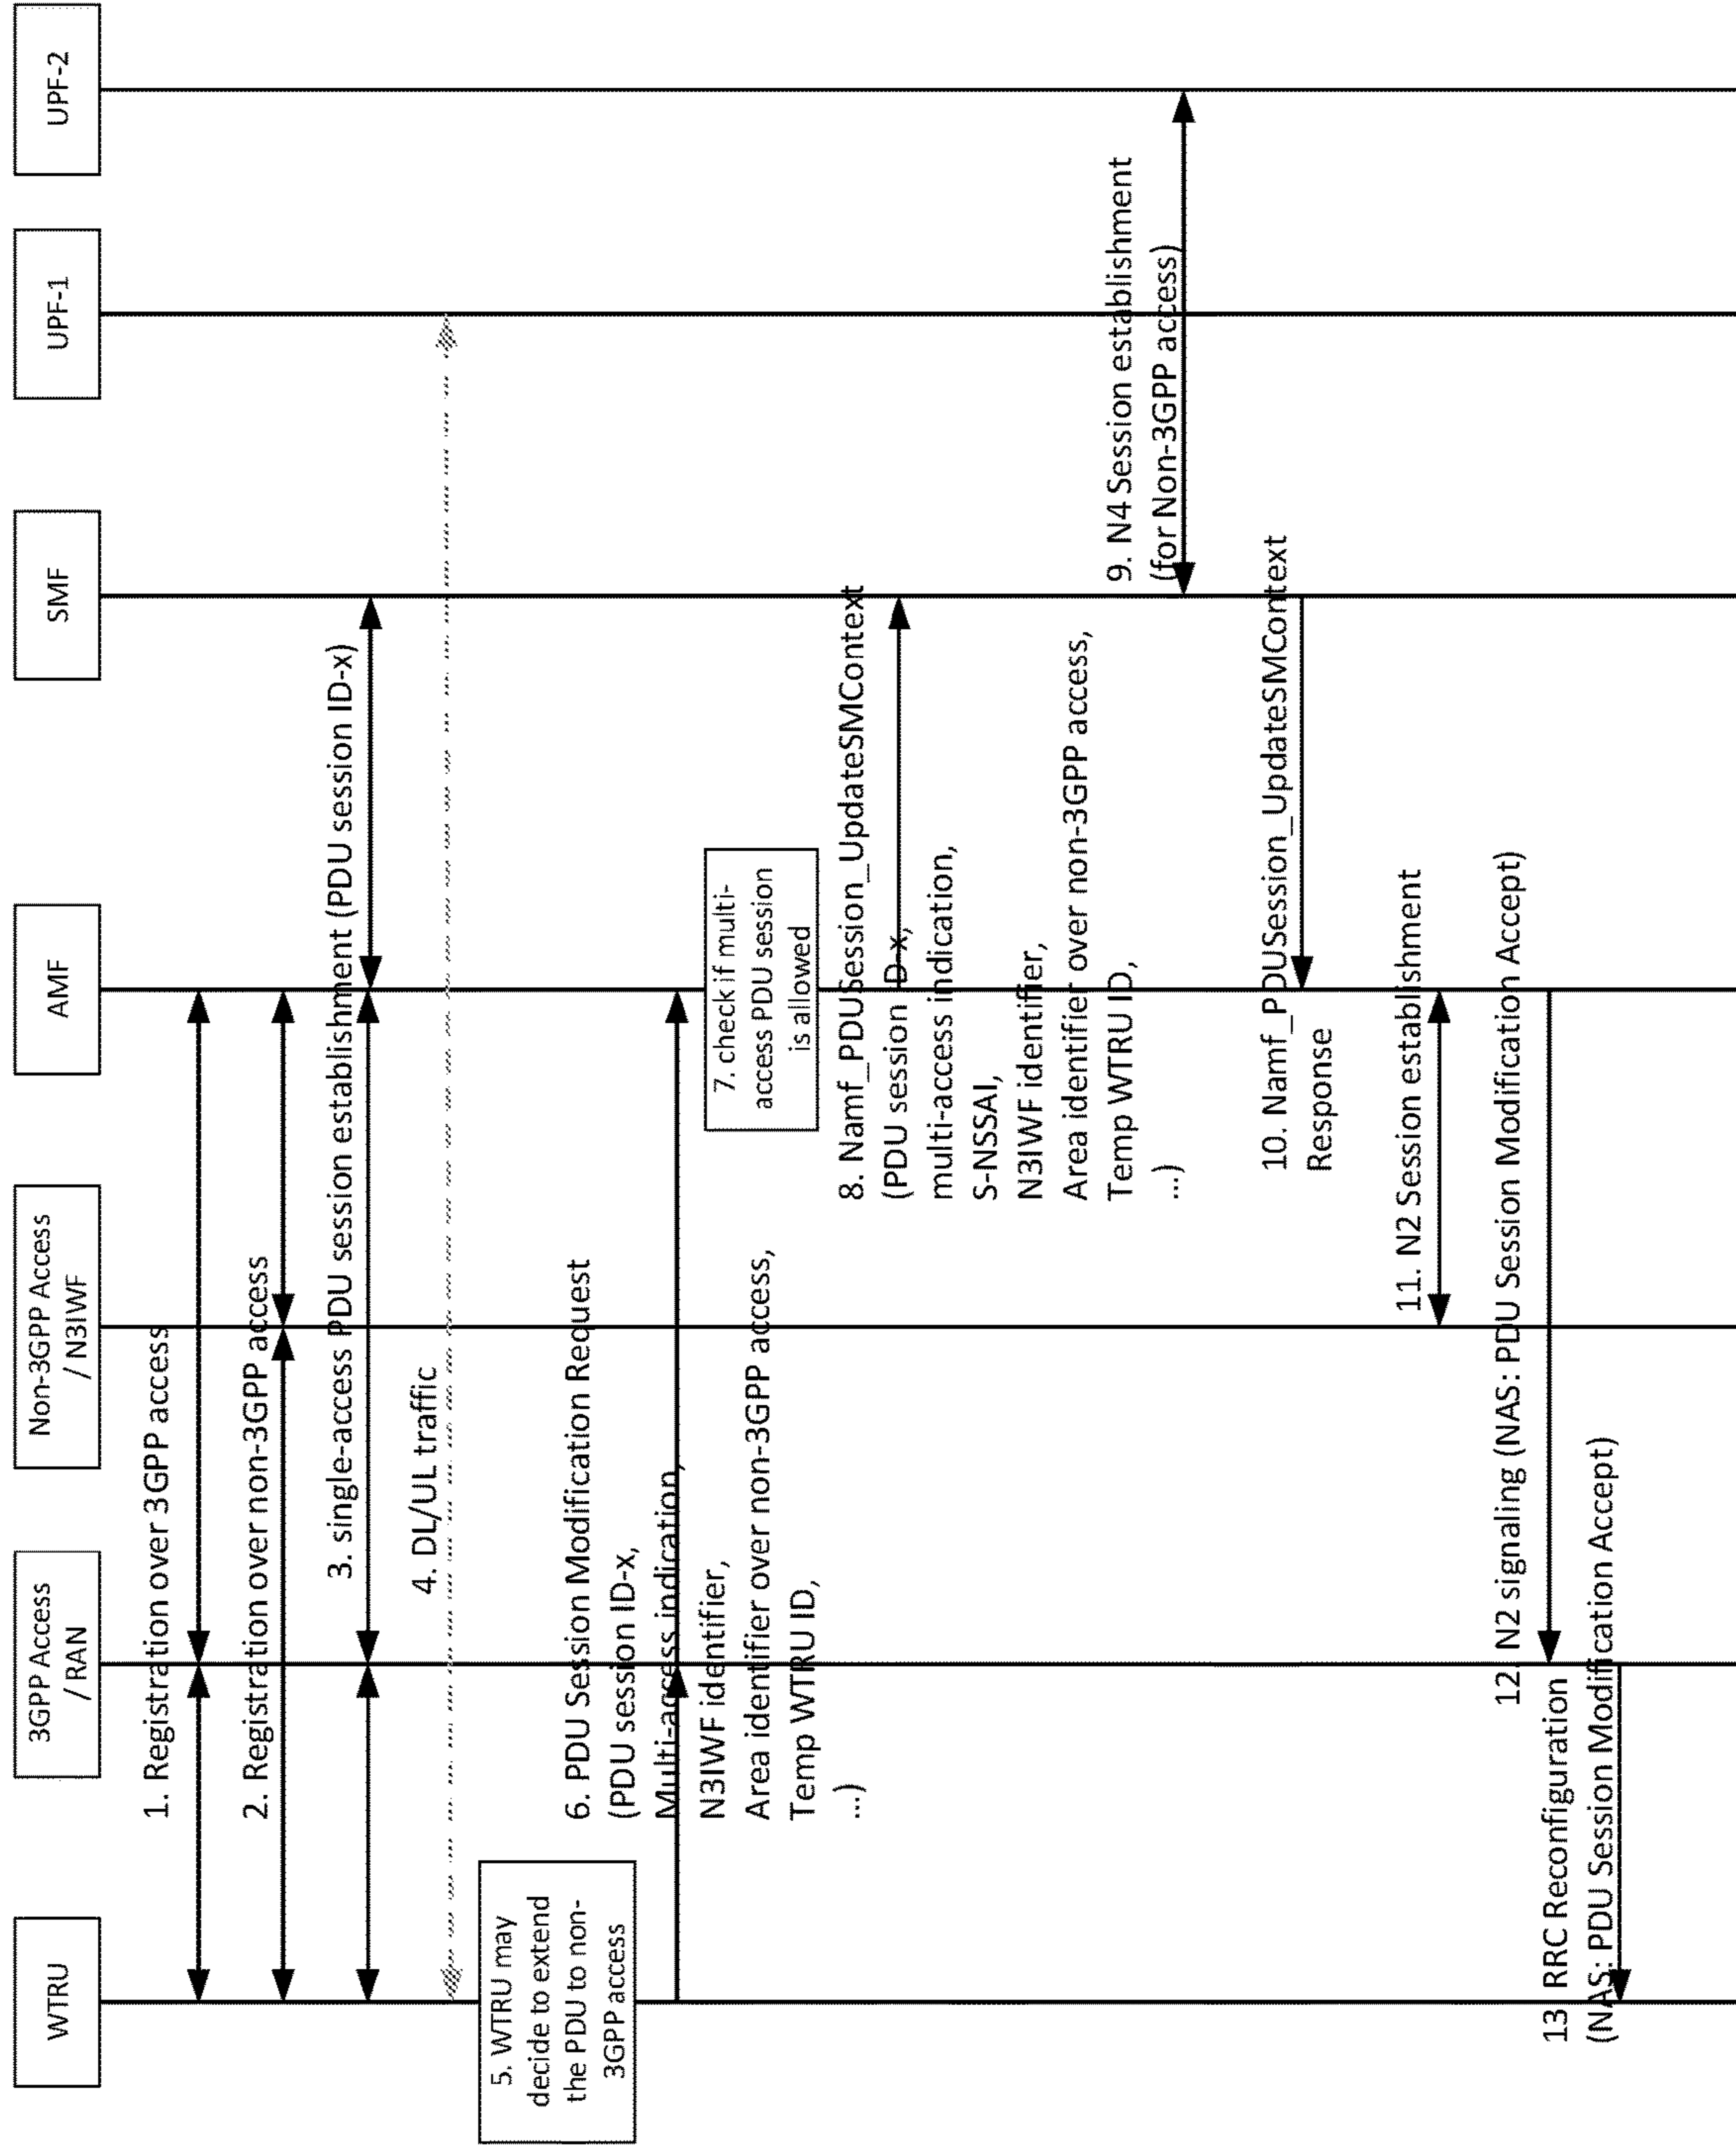 WTRU
3GPP Access
/ RAN
Non-3GPP Access
/ N3IWF
AMF
SMF
UPF-1
UPF-2
1. Registration over 3GPP access
2. Registration over non-3GPP access
3. single-access PDU session establishment (PDU session ID-x)
4. DL/UL traffic
5. WTRU may
decide to extend
the PDU to non-
3GPP access
6. PDU Session Modification Request
(PDU session ID-x,
Multi-access indication,
N3IWF identifier,
Area identifier over non-3GPP access,
Temp WTRU ID,
...)
7. check if multi-
access PDU session
is allowed
8. Namf_PDUSession_UpdateSMContext
(PDU session ID-x,
multi-access indication,
S-NSSAI,
N3IWF identifier,
Area identifier over non-3GPP access,
Temp WTRU ID,
...)
9. N4 Session establishment
(for Non-3GPP access)
10. Namf_PDUSession_UpdateSMContext
Response
11. N2 Session establishment
12. N2 signaling (NAS: PDU Session Modification Accept)
13 RRC Reconfiguration
(NAS: PDU Session Modification Accept)